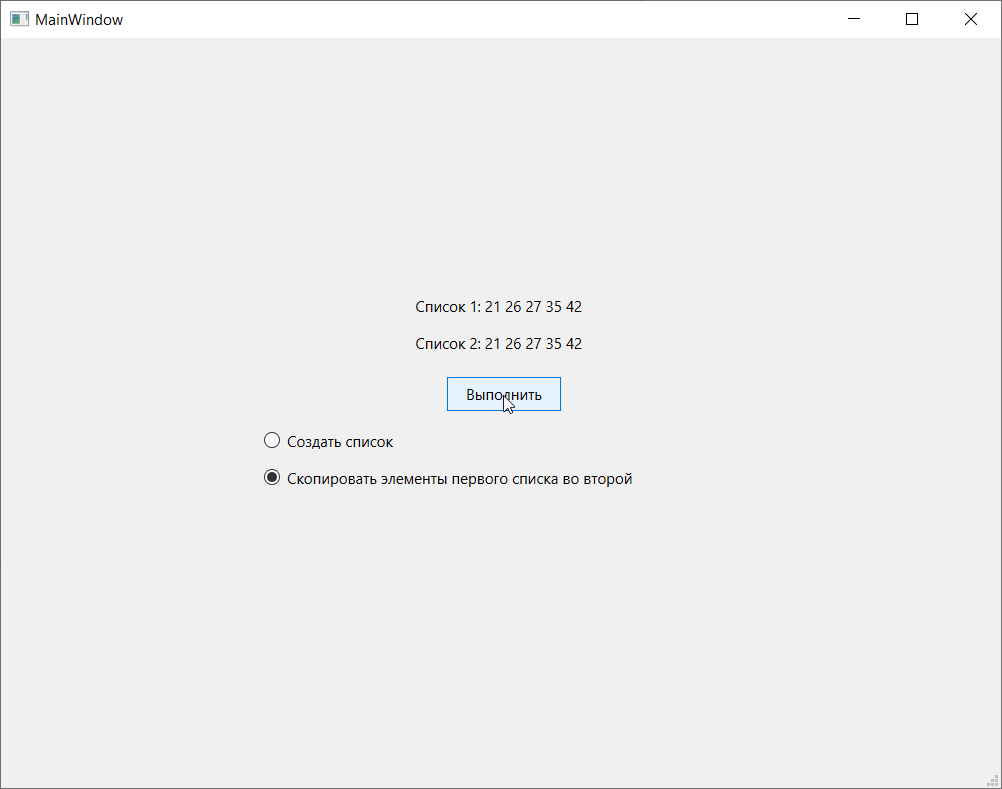 MainWindow
Список 1: 21 26 27 35 42
Список 2: 21 26 27 35 42
Выполнить
Создать список
Скопировать элементы первого списка во второй